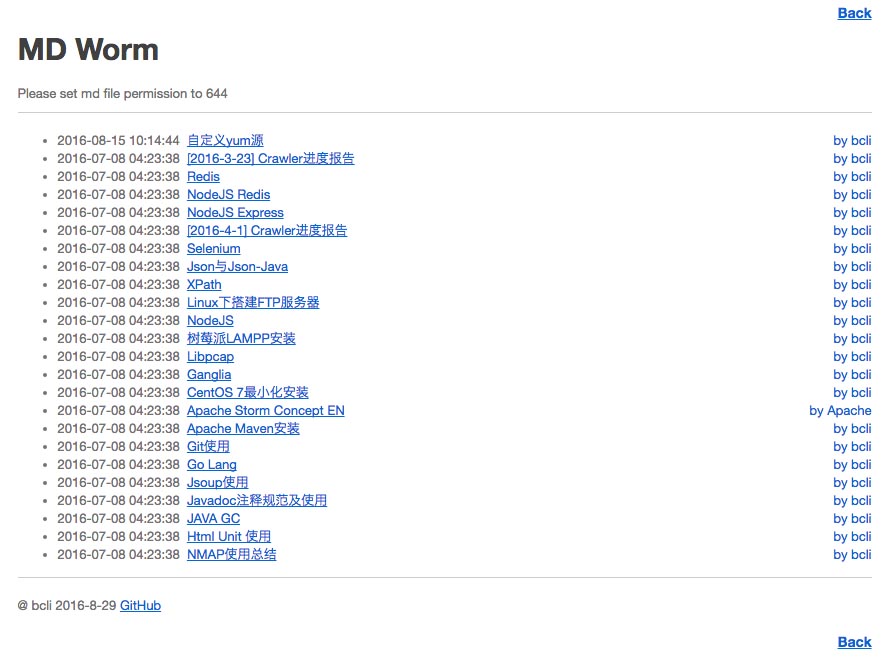 Back
MD Worm
Please set md file permission to 644
2016-08-15 10:14:44 自定义yum源 by bcli
2016-07-08 04:23:38 [2016-3-23] Crawler进度报告 by bcli
2016-07-08 04:23:38 Redis by bcli
2016-07-08 04:23:38 NodeJS Redis by bcli
2016-07-08 04:23:38 NodeJS Express by bcli
2016-07-08 04:23:38 [2016-4-1] Crawler进度报告 by bcli
2016-07-08 04:23:38 Selenium by bcli
2016-07-08 04:23:38 Json与Json-Java by bcli
2016-07-08 04:23:38 XPath by bcli
2016-07-08 04:23:38 Linux下搭建FTP服务器 by bcli
2016-07-08 04:23:38 NodeJS by bcli
2016-07-08 04:23:38 树莓派LAMPP安装 by bcli
2016-07-08 04:23:38 Libpcap by bcli
2016-07-08 04:23:38 Ganglia by bcli
2016-07-08 04:23:38 CentOS 7最小化安装 by bcli
2016-07-08 04:23:38 Apache Storm Concept EN by Apache
2016-07-08 04:23:38 Apache Maven安装 by bcli
2016-07-08 04:23:38 Git使用 by bcli
2016-07-08 04:23:38 Go Lang by bcli
2016-07-08 04:23:38 Jsoup使用 by bcli
2016-07-08 04:23:38 Javadoc注释规范及使用 by bcli
2016-07-08 04:23:38 JAVA GC by bcli
2016-07-08 04:23:38 Html Unit 使用 by bcli
2016-07-08 04:23:38 NMAP使用总结 by bcli
@ bcli 2016-8-29 GitHub
Back